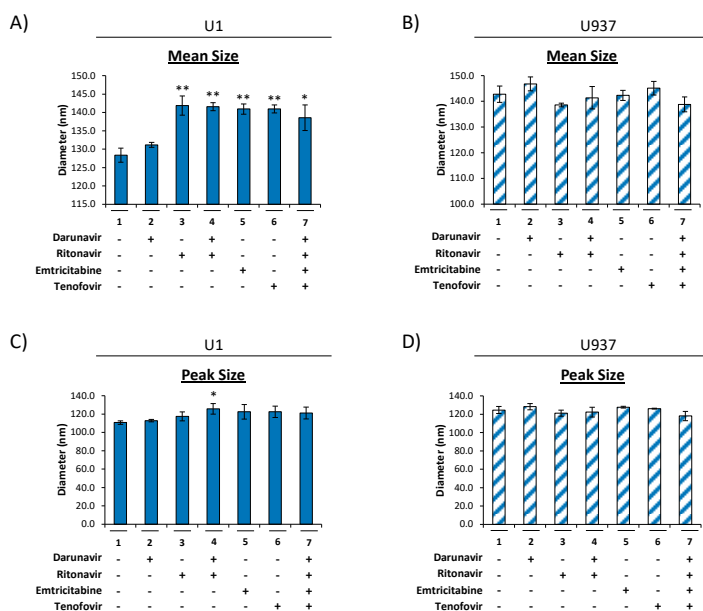 A) U1
Mean Size
Diameter (nm)
150.0
145.0
140.0
135.0
130.0
125.0
120.0
115.0
** ** ** ** *
1 2 3 4 5 6 7
Darunavir - + - + - - +
Ritonavir - - + + - - +
Emtricitabine - - - - + - +
Tenofovir - - - - - + +
B) U937
Mean Size
Diameter (nm)
150.0
140.0
130.0
120.0
110.0
100.0
1 2 3 4 5 6 7
Darunavir - + - + - - +
Ritonavir - - + + - - +
Emtricitabine - - - - + - +
Tenofovir - - - - - + +
C) U1
Peak Size
Diameter (nm)
140.0
120.0
100.0
80.0
60.0
40.0
20.0
0.0
*
1 2 3 4 5 6 7
Darunavir - + - + - - +
Ritonavir - - + + - - +
Emtricitabine - - - - + - +
Tenofovir - - - - - + +
D) U937
Peak Size
Diameter (nm)
140.0
120.0
100.0
80.0
60.0
40.0
20.0
0.0
1 2 3 4 5 6 7
Darunavir - + - + - - +
Ritonavir - - + + - - +
Emtricitabine - - - - + - +
Tenofovir - - - - - + +